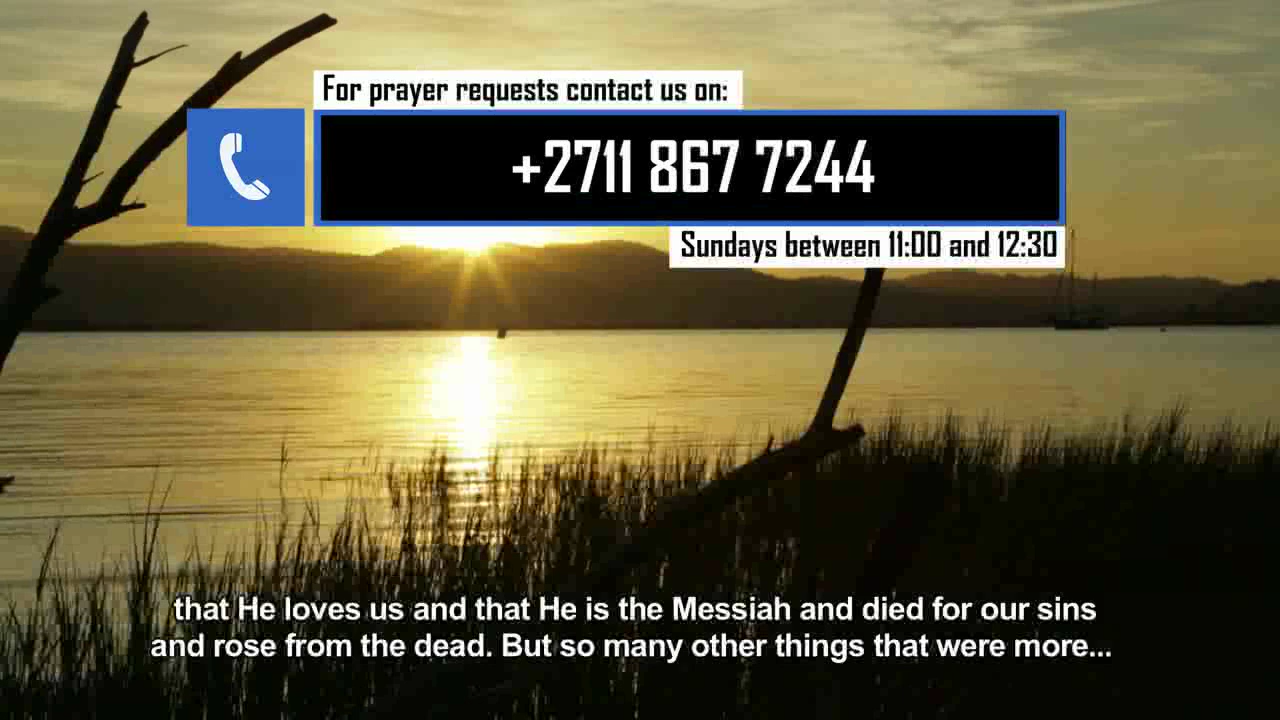 For prayer requests contact us on:
+2711 867 7244
Sundays between 11:00 and 12:30
that He loves us and that He is the Messiah and died for our sins
and rose from the dead. But so many other things that were more...